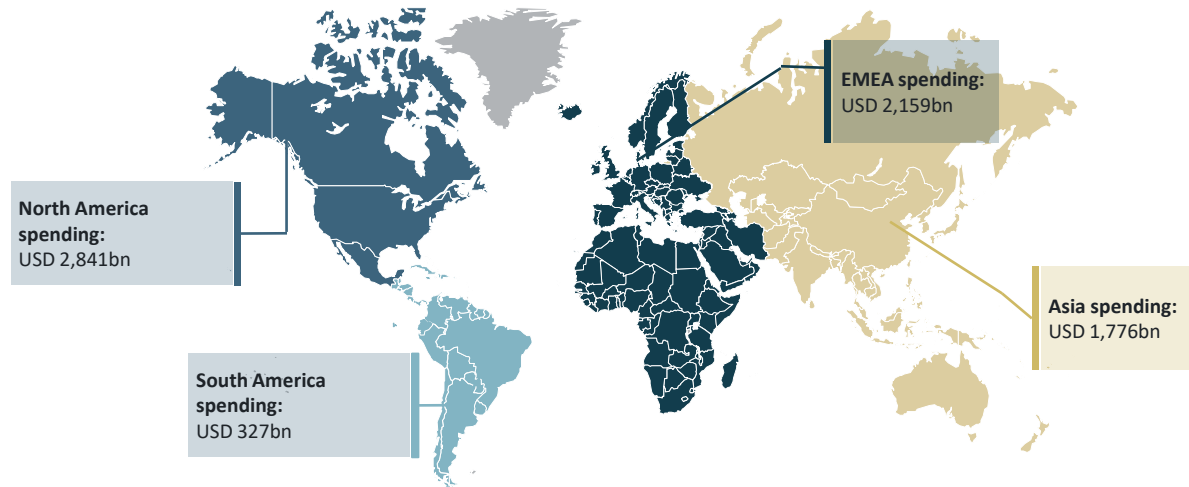 EMEA spending:
USD 2,159bn
North America
spending:
USD 2,841bn
Asia spending:
USD 1,776bn
South America
spending:
USD 327bn